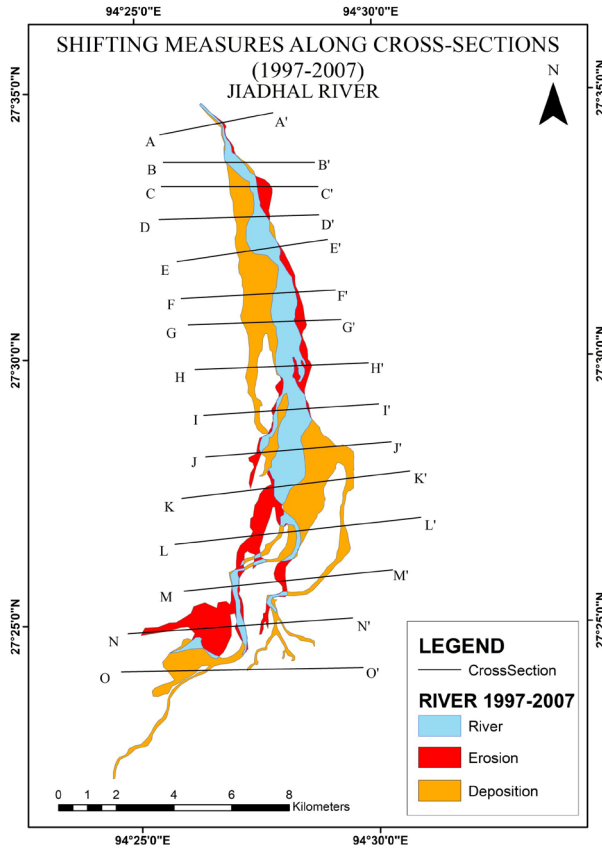 94°25'0"E 94°30'0"E
SHIFTING MEASURES ALONG CROSS-SECTIONS
(1997-2007)
JIADHAL RIVER
N
27°35'0"N 27°35'0"N
A A'
B B'
C C'
D D'
E E'
F F'
G G'
27°30'0"N 27°30'0"N
H H'
I I'
J J'
K K'
L L'
M M'
N N'
27°25'0"N 27°25'0"N
O O'
LEGEND
CrossSection
RIVER 1997-2007
River
Erosion
Deposition
0 1 2 4 6 8
Kilometers
94°25'0"E 94°30'0"E